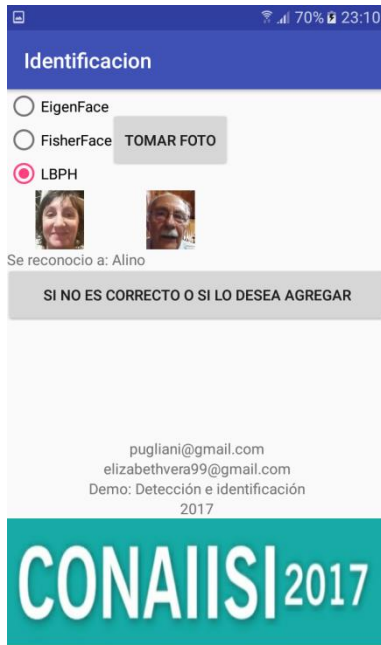 70% 23:10
Identificacion
EigenFace
FisherFace TOMAR FOTO
LBPH
Se reconocio a: Alino
SI NO ES CORRECTO O SI LO DESEA AGREGAR
pugliani@gmail.com
elizabethvera99@gmail.com
Demo: Detección e identificación
2017
CONAIISI 2017